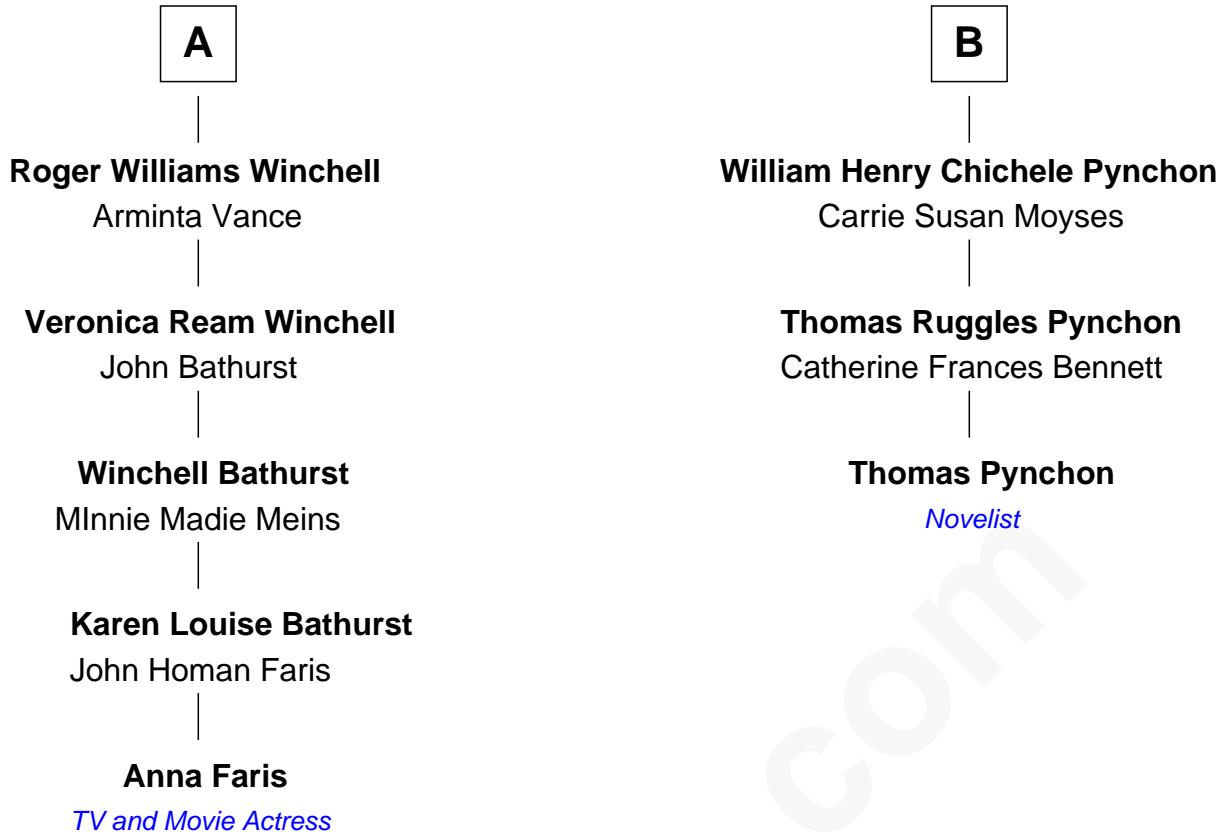 A
B
Roger Williams Winchell
William Henry Chichele Pynchon
Arminta Vance
Carrie Susan Moyses
Veronica Ream Winchell
Thomas Ruggles Pynchon
John Bathurst
Catherine Frances Bennett
Winchell Bathurst
Thomas Pynchon
MInnie Madie Meins
Novelist
Karen Louise Bathurst
John Homan Faris
Anna Faris
TV and Movie Actress
com